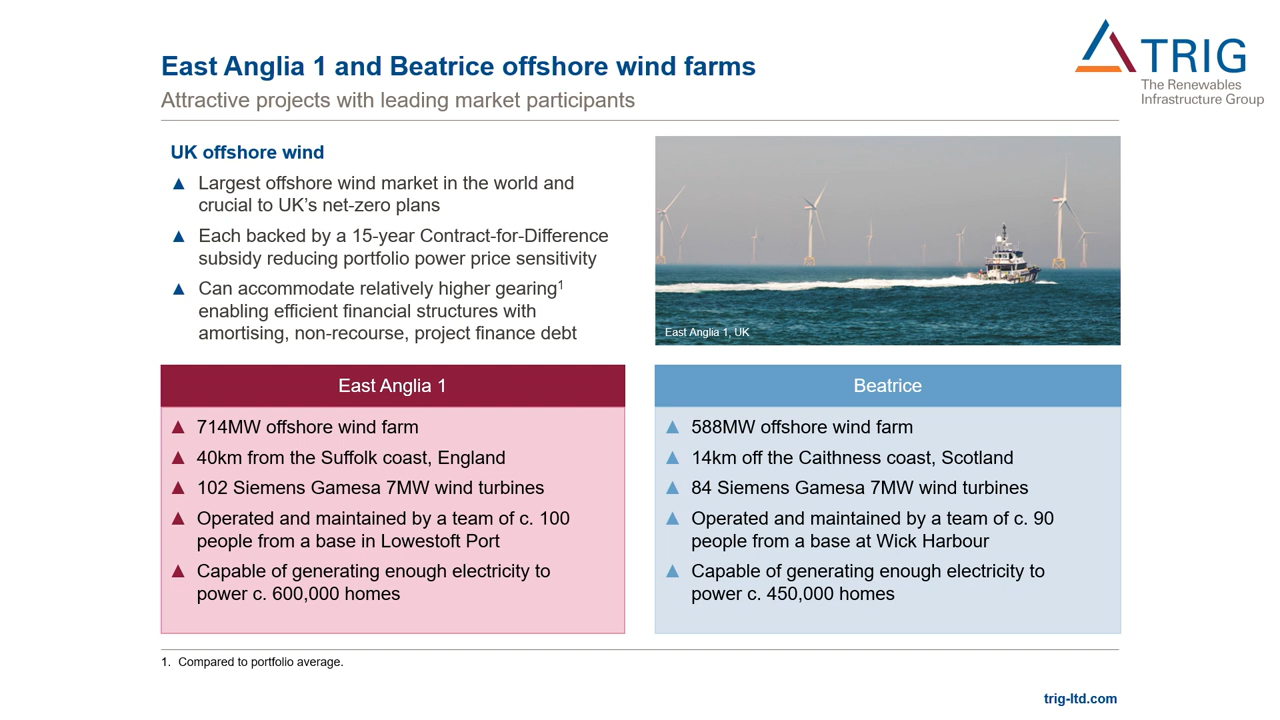 East Anglia 1 and Beatrice offshore wind farms
Attractive projects with leading market participants
TRIG
The Renewables
Infrastructure Group
UK offshore wind
▲ Largest offshore wind market in the world and
crucial to UK’s net-zero plans
▲ Each backed by a 15-year Contract-for-Difference
subsidy reducing portfolio power price sensitivity
▲ Can accommodate relatively higher gearing¹
enabling efficient financial structures with
amortising, non-recourse, project finance debt
East Anglia 1, UK
East Anglia 1
▲ 714MW offshore wind farm
▲ 40km from the Suffolk coast, England
▲ 102 Siemens Gamesa 7MW wind turbines
▲ Operated and maintained by a team of c. 100
people from a base in Lowestoft Port
▲ Capable of generating enough electricity to
power c. 600,000 homes
Beatrice
▲ 588MW offshore wind farm
▲ 14km off the Caithness coast, Scotland
▲ 84 Siemens Gamesa 7MW wind turbines
▲ Operated and maintained by a team of c. 90
people from a base at Wick Harbour
▲ Capable of generating enough electricity to
power c. 450,000 homes
1. Compared to portfolio average.
trig-ltd.com